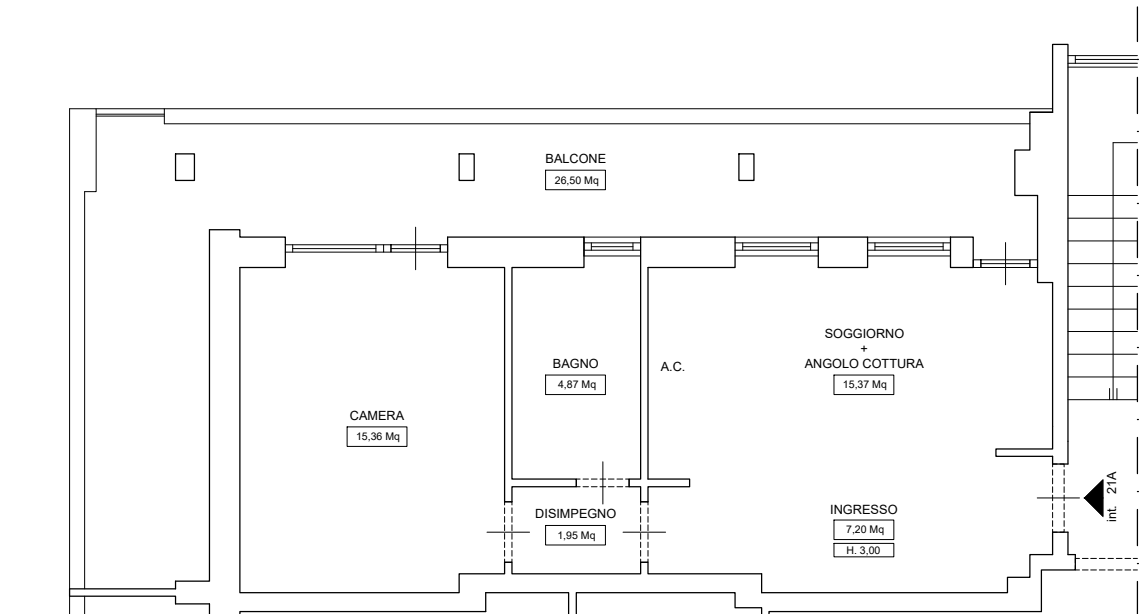 BALCONE
26,50 Mq
SOGGIORNO
+
ANGOLO COTTURA
15,37 Mq
BAGNO
4,87 Mq
A.C.
CAMERA
15,36 Mq
DISIMPEGNO
1,95 Mq
INGRESSO
7,20 Mq
H. 3,00
int. 21A